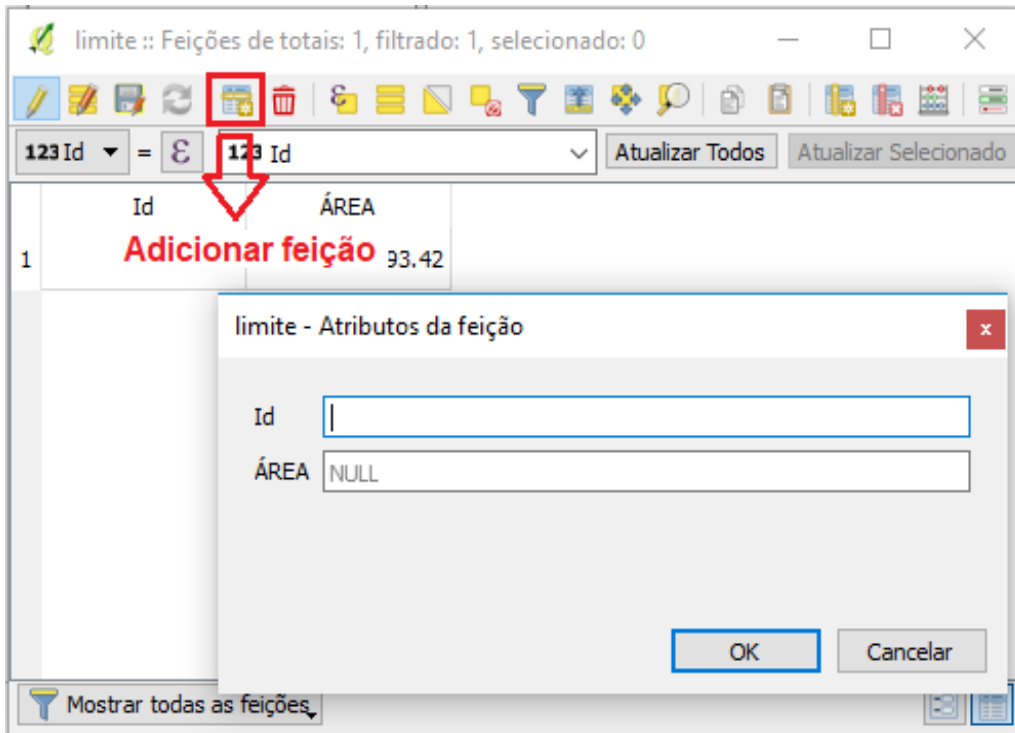 limite :: Feições de totais: 1, filtrado: 1, selecionado: 0
123 Id = ε 123 Id Atualizar Todos Atualizar Selecionado
Id ÁREA
Adicionar feição
1 93.42
limite - Atributos da feição
x
Id
ÁREA NULL
OK Cancelar
Mostrar todas as feições